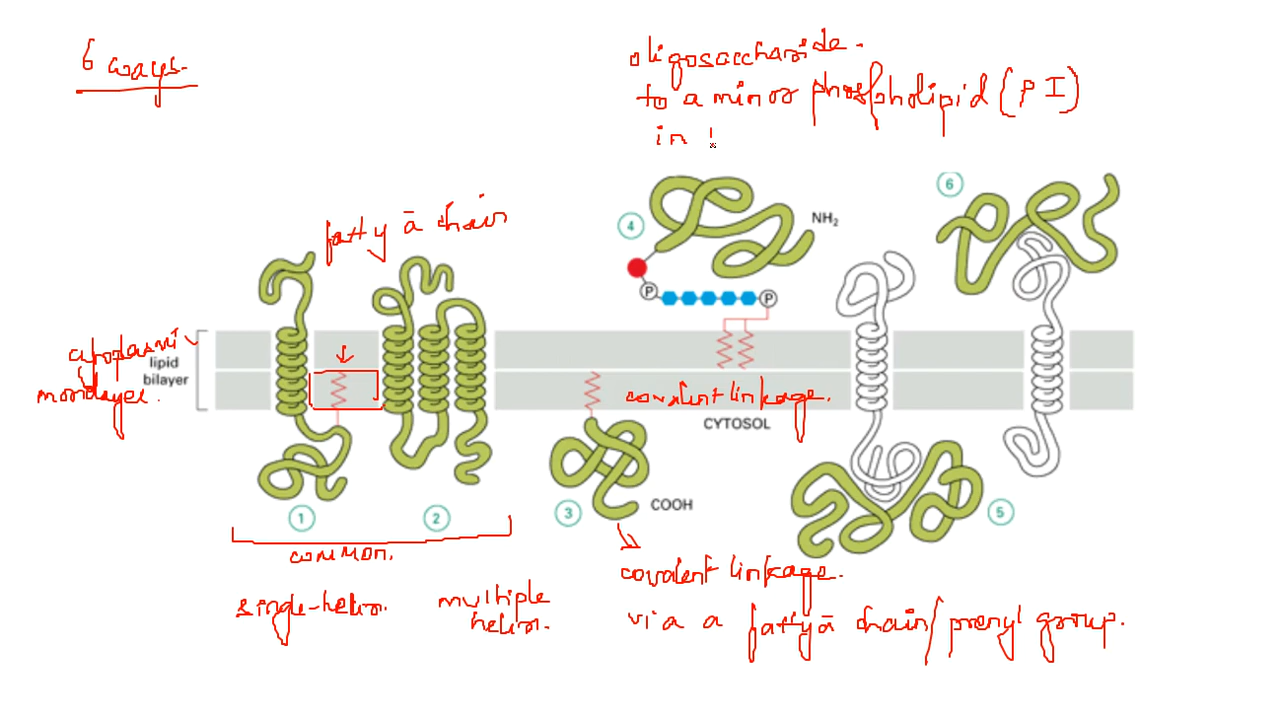 6 ways.
oligosaccharide.
to a minor phospholipid (PI)
in
6
fatty ā chain
4
NH₂
P
P
lipid
bilayer
monolayer.
covalent linkage.
CYTOSOL
1
2
3
COOH
5
common.
covalent linkage.
single-helix.
multiple
helix.
via a fatty ā chain/prenyl group.